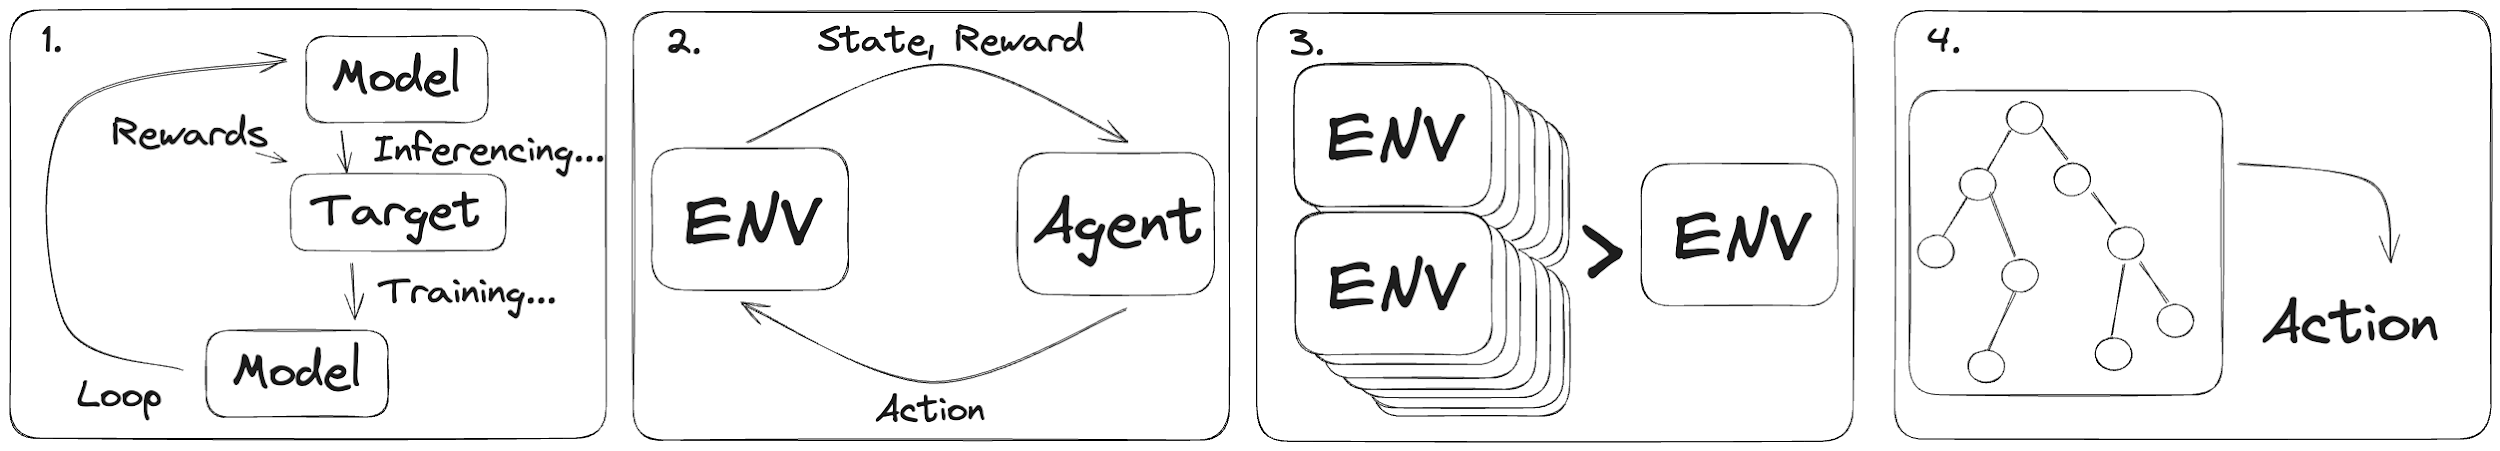 1.
Model
Rewards
Inferencing...
Target
Training...
Model
Loop
2.
State, Reward
ENV
Agent
Action
3.
ENV
ENV
>
ENV
4.
Action